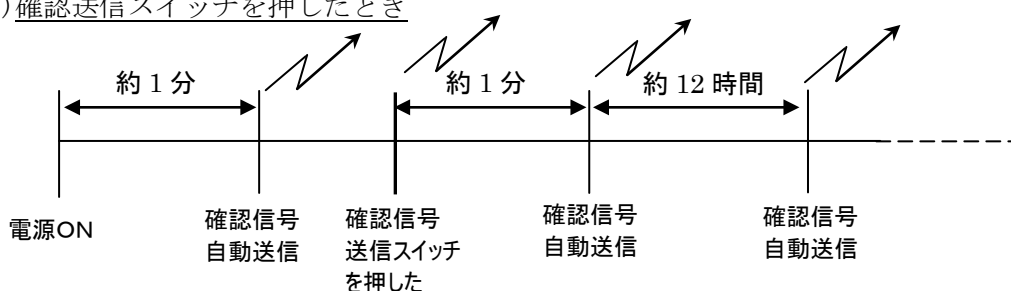 )確認送信スイッチを押したとき
約 1 分
約 1 分
約 12 時間
電源ON
確認信号
自動送信
確認信号
送信スイッチ
を押した
確認信号
自動送信
確認信号
自動送信